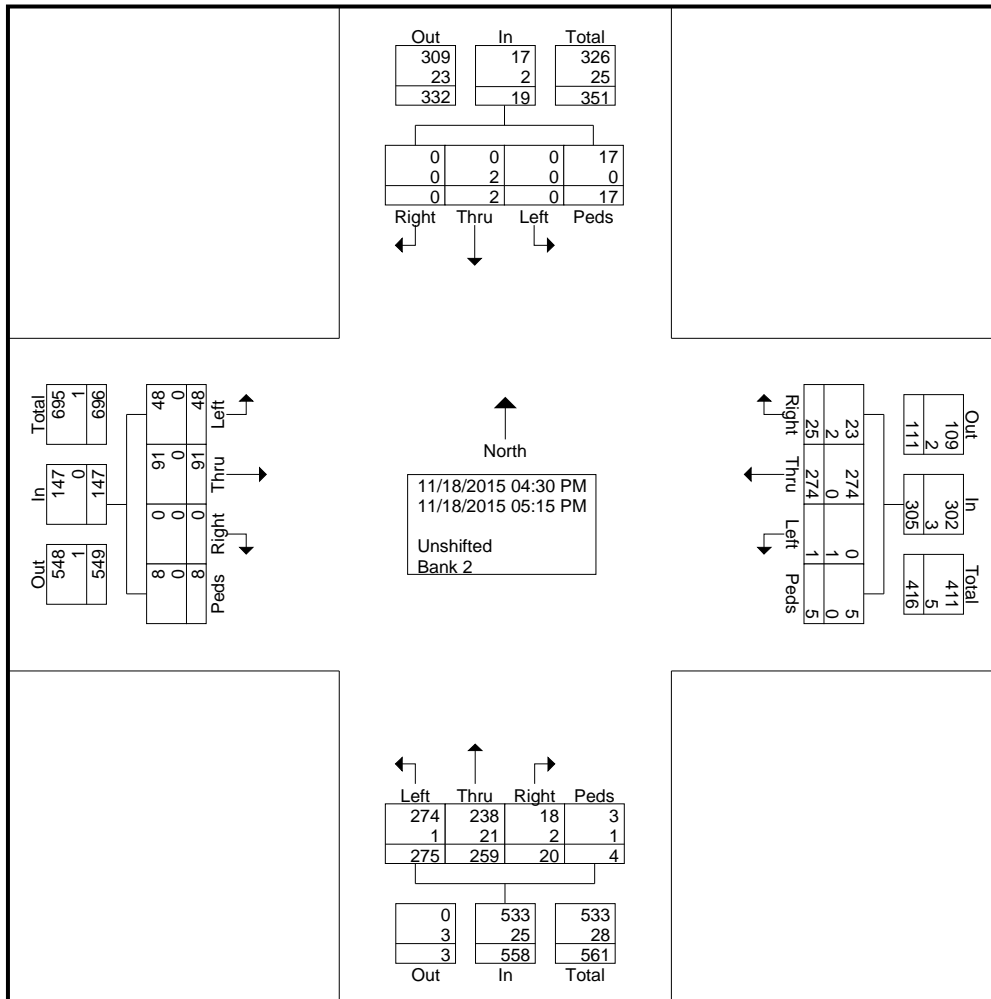 Out In Total
309 17 326
23 2 25
332 19 351
0 0 0 17
0 2 0 0
0 2 0 17
Right Thru Left Peds
Total
695
1
696
In
147
0
147
Out
548
1
549
48 91 0 8
0 0 0 0
48 91 0 8
Left Thru Right Peds
North
11/18/2015 04:30 PM
11/18/2015 05:15 PM
Unshifted
Bank 2
Right Thru Left Peds
23 274 0 5
2 0 1 0
25 274 1 5
Out
109
2
111
In
302
3
305
Total
411
5
416
Left Thru Right Peds
274 238 18 3
1 21 2 1
275 259 20 4
0 533 533
3 25 28
3 558 561
Out In Total